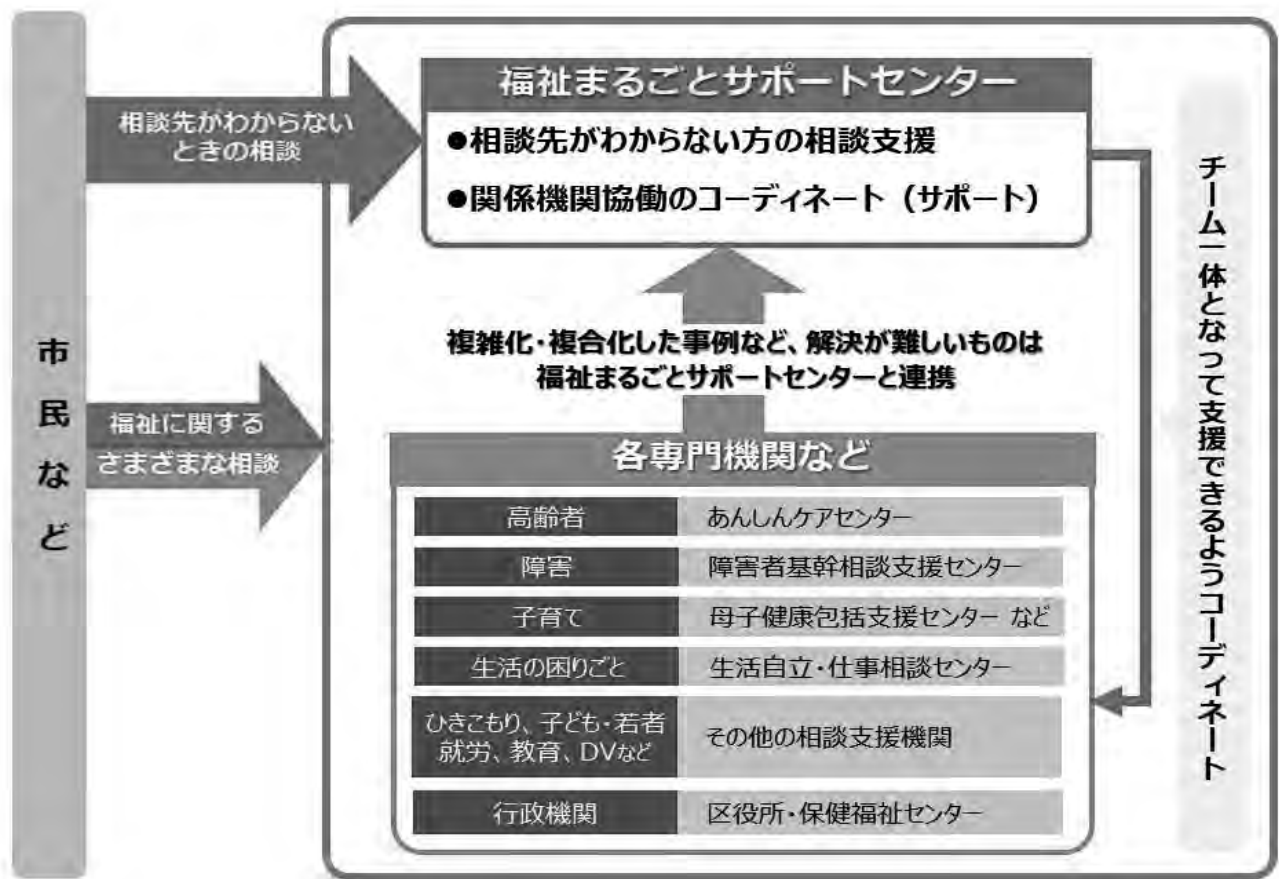 市民など
相談先がわからない
ときの相談
福祉に関する
さまざまな相談
福祉まるごとサポートセンター
●相談先がわからない方の相談支援
●関係機関協働のコーディネート（サポート）
複雑化・複合化した事例など、解決が難しいものは
福祉まるごとサポートセンターと連携
各専門機関など
高齢者 あんしんケアセンター
障害 障害者基幹相談支援センター
子育て 母子健康包括支援センター など
生活の困りごと 生活自立・仕事相談センター
ひきこもり、子ども・若者
就労、教育、DVなど
その他の相談支援機関
行政機関 区役所・保健福祉センター
チーム一体となって支援できるようコーディネート